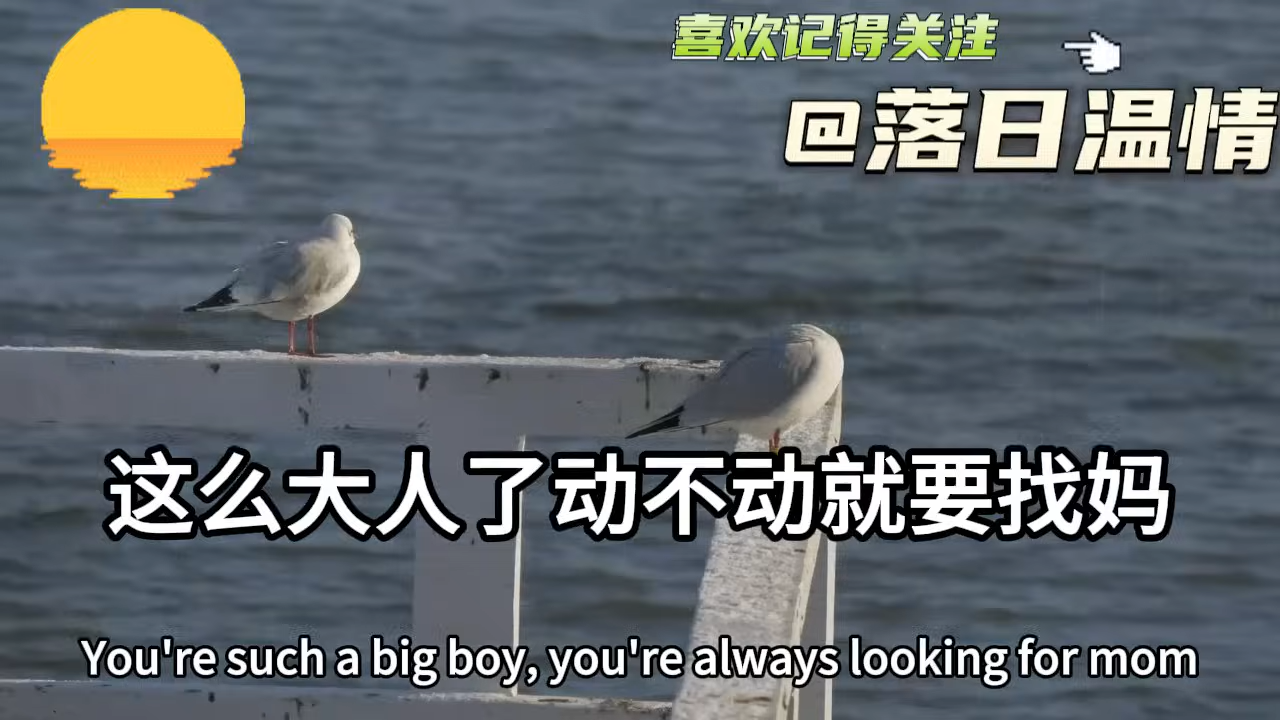 喜欢记得关注
@落日温情
这么大人了动不动就要找妈
You're such a big boy, you're always looking for mom